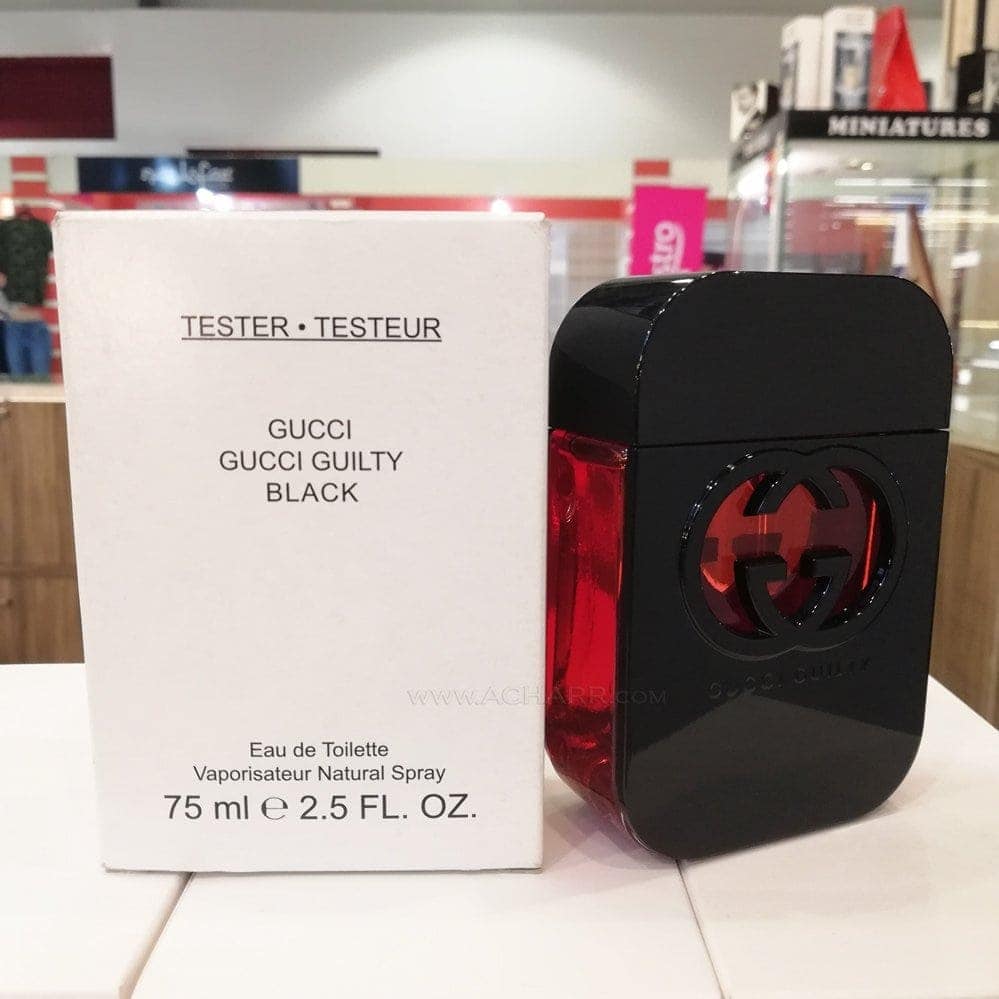 MINIATURES
stro
TESTER • TESTEUR
GUCCI
GUCCI GUILTY
BLACK
GUCCI GUILTY
www.ACHARR.com
Eau de Toilette
Vaporisateur Natural Spray
75 ml ℮ 2.5 FL. OZ.